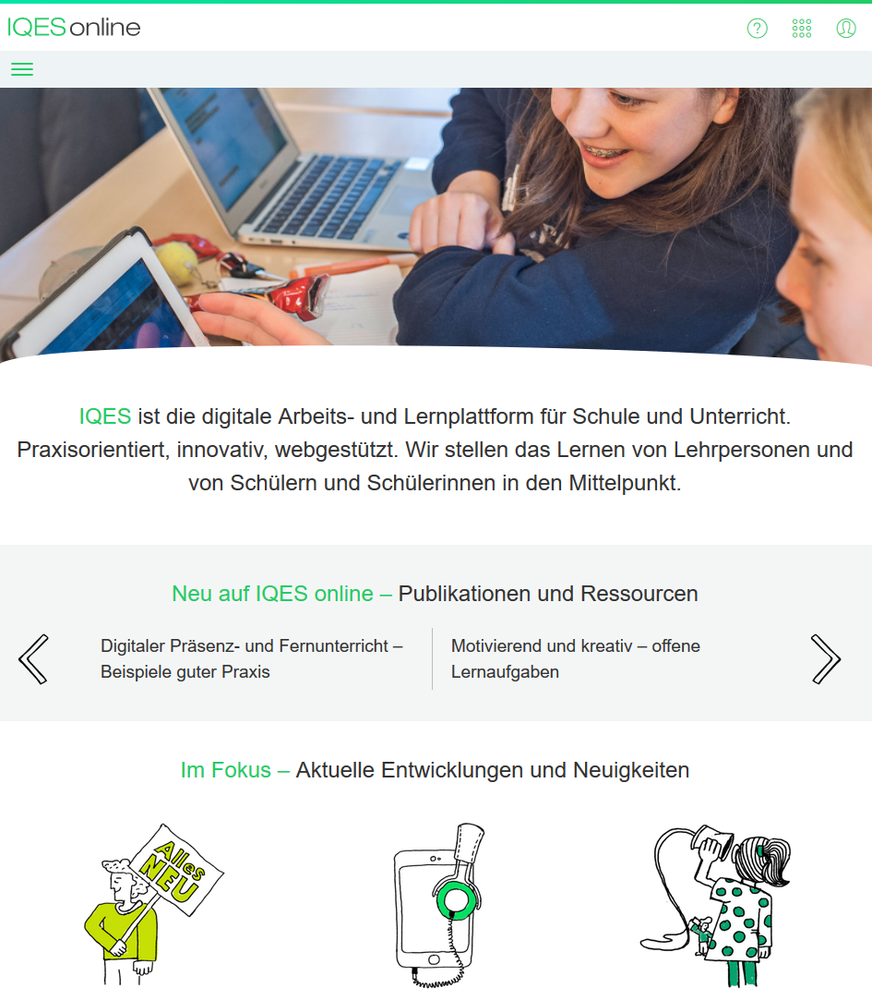 IQES online
?
IQES ist die digitale Arbeits- und Lernplattform für Schule und Unterricht.
Praxisorientiert, innovativ, webgestützt. Wir stellen das Lernen von Lehrpersonen und
von Schülern und Schülerinnen in den Mittelpunkt.
Neu auf IQES online – Publikationen und Ressourcen
Digitaler Präsenz- und Fernunterricht –
Beispiele guter Praxis
Motivierend und kreativ – offene
Lernaufgaben
Im Fokus – Aktuelle Entwicklungen und Neuigkeiten
Alles
NEU